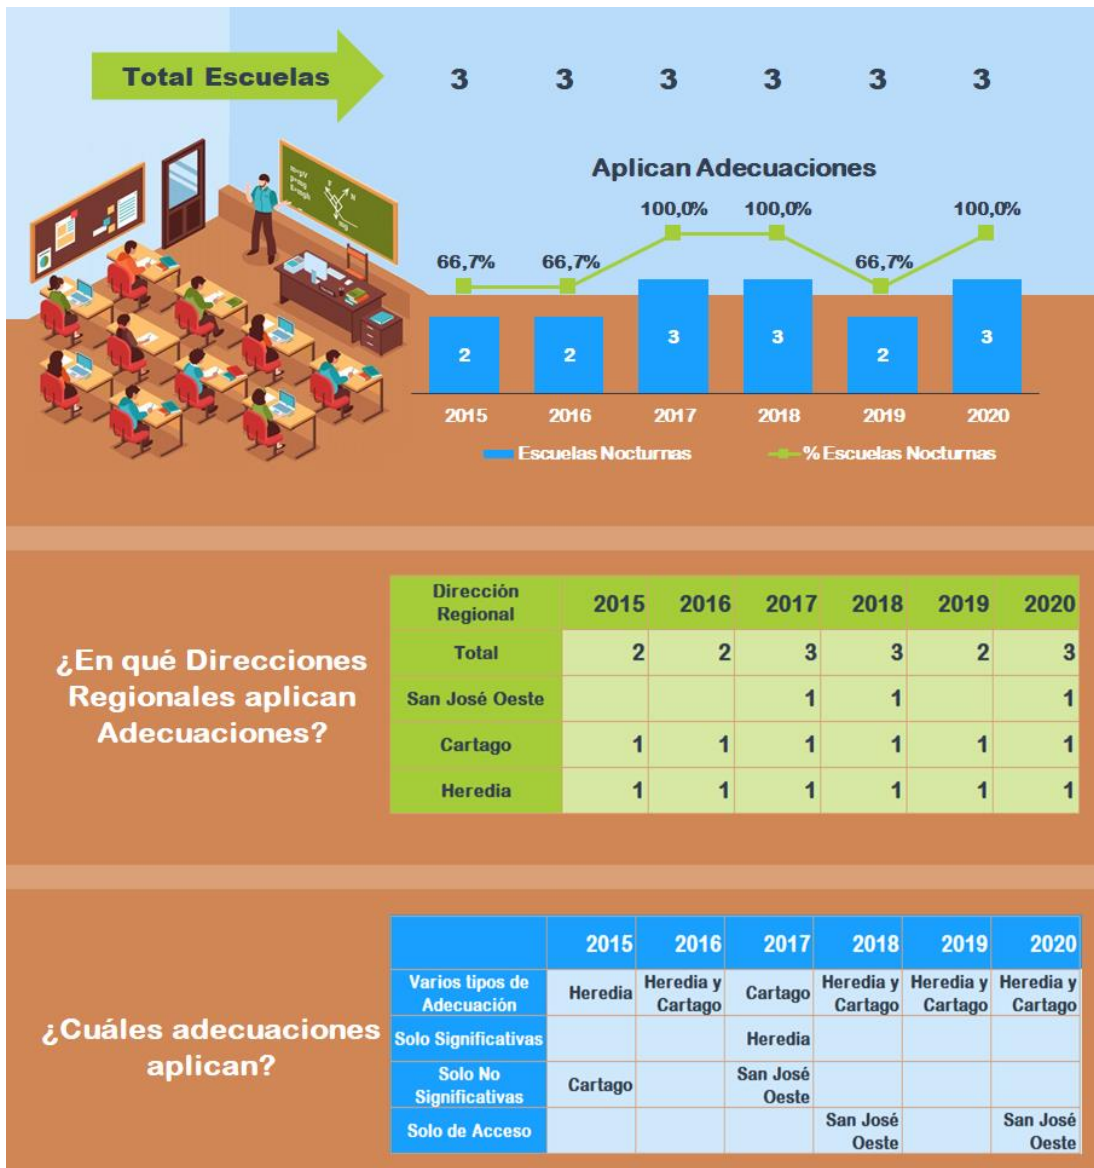 Total Escuelas 3 3 3 3 3 3
m=ρV
p=mg
E=mgh
F
N
mg
Aplican Adecuaciones
66,7% 66,7% 100,0% 100,0% 66,7% 100,0%
2 2 3 3 2 3
2015 2016 2017 2018 2019 2020
Escuelas Nocturnas % Escuelas Nocturnas
¿En qué Direcciones
Regionales aplican
Adecuaciones?
Dirección
Regional 2015 2016 2017 2018 2019 2020
Total 2 2 3 3 2 3
San José Oeste 1 1 1
Cartago 1 1 1 1 1 1
Heredia 1 1 1 1 1 1
¿Cuáles adecuaciones
aplican?
2015 2016 2017 2018 2019 2020
Varios tipos de Heredia y Heredia y Heredia y Heredia y
Adecuación Heredia Cartago Cartago Cartago Cartago Cartago
Solo Significativas Heredia
Solo No San José
Significativas Cartago Oeste
Solo de Acceso San José San José
Oeste Oeste